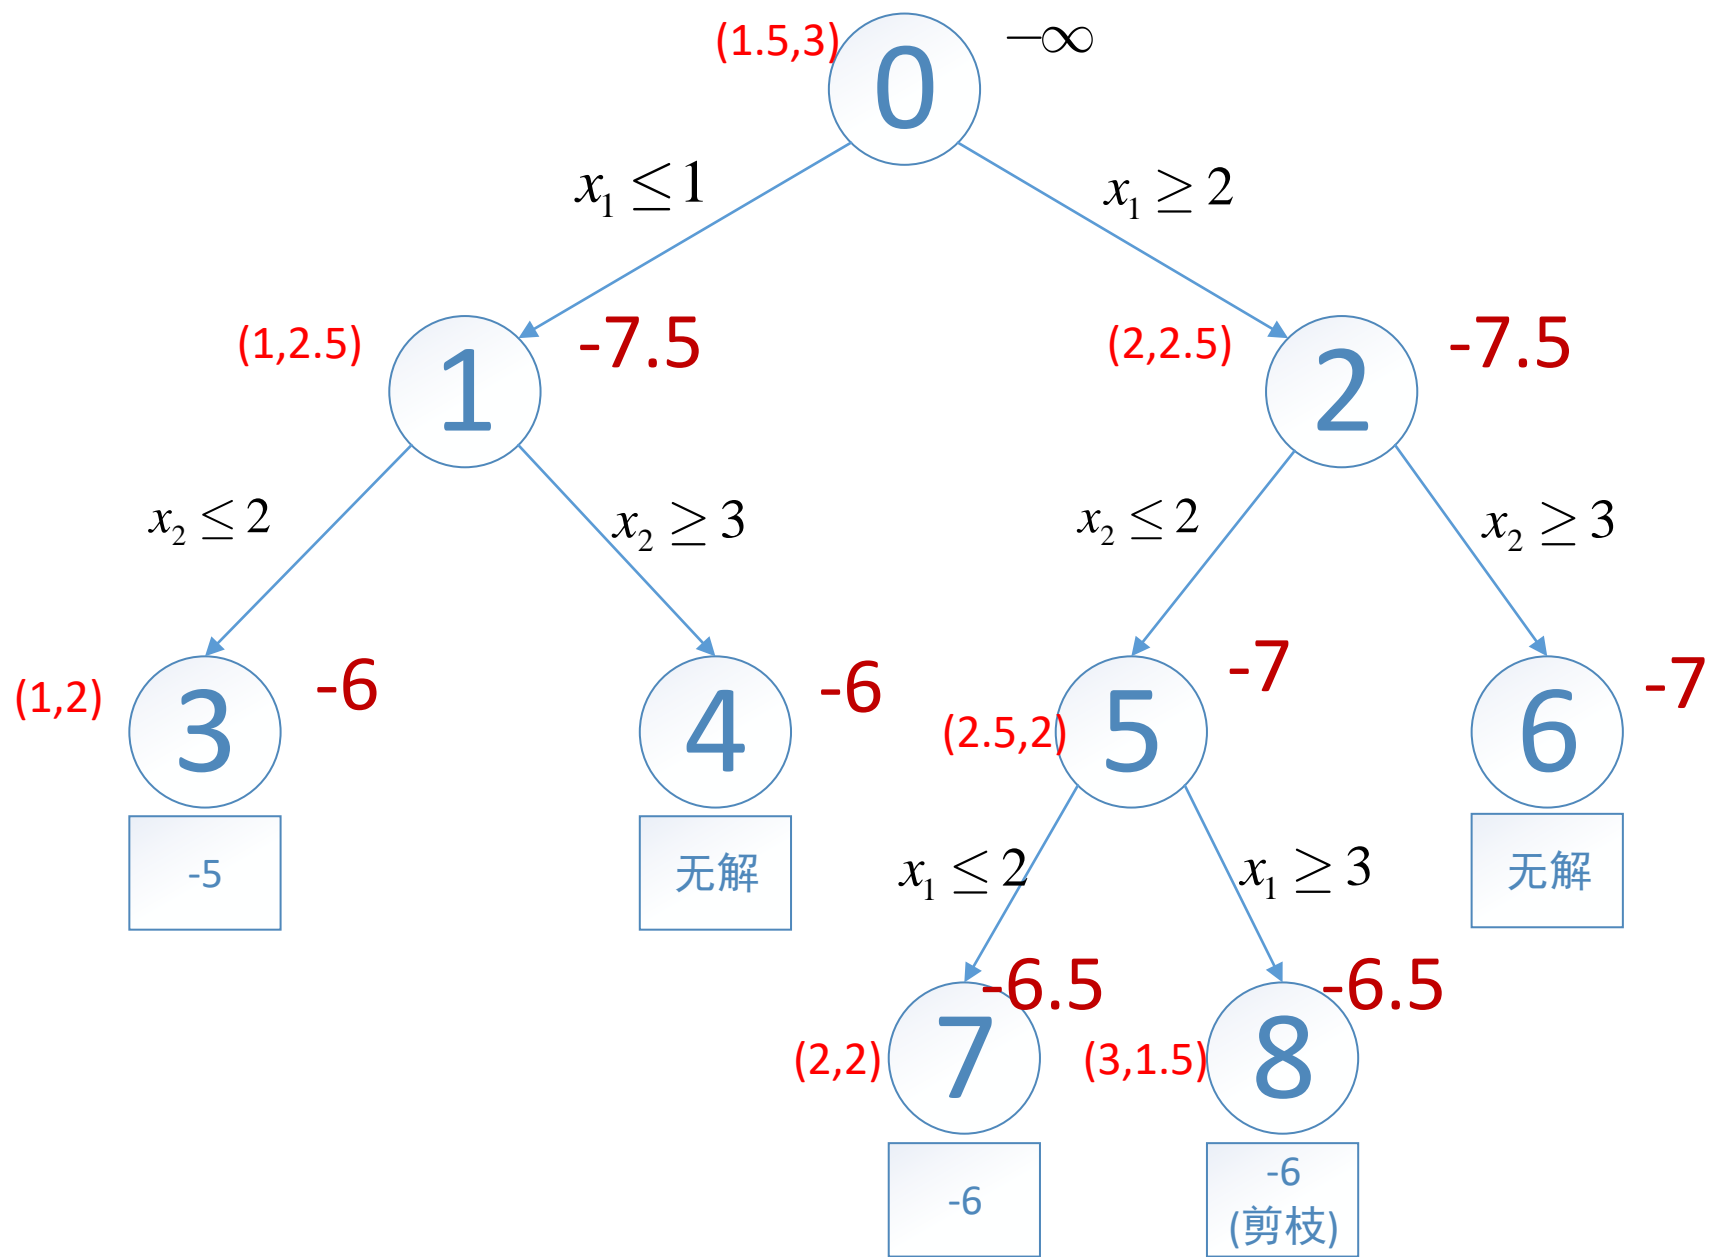 (1.5,3)
0
−∞
x₁ ≤ 1
x₁ ≥ 2
(1,2.5)
1
-7.5
(2,2.5)
2
-7.5
x₂ ≤ 2
x₂ ≥ 3
x₂ ≤ 2
x₂ ≥ 3
(1,2)
3
-6
4
-6
(2.5,2)
5
-7
6
-7
-5
无解
无解
x₁ ≤ 2
x₁ ≥ 3
(2,2)
7
-6.5
(3,1.5)
8
-6.5
-6
-6
(剪枝)